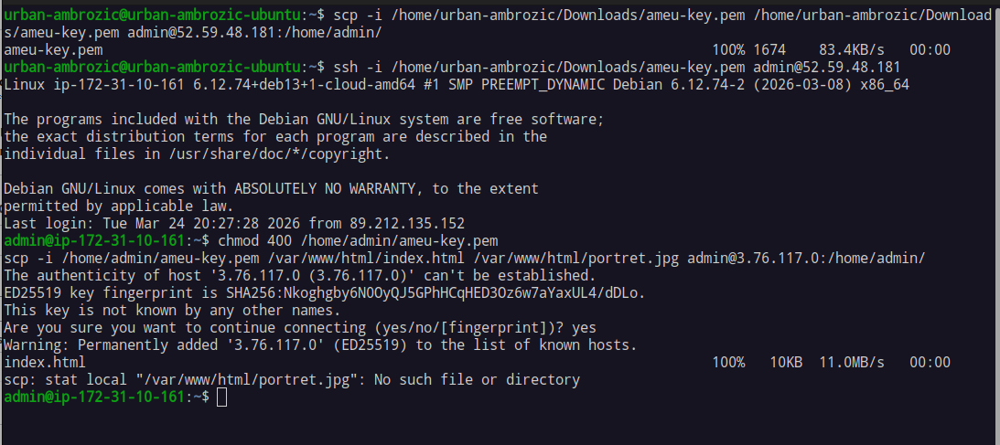 urban-ambrozic@urban-ambrozic-ubuntu:~$ scp -i /home/urban-ambrozic/Downloads/ameu-key.pem /home/urban-ambrozic/Download
s/ameu-key.pem admin@52.59.48.181:/home/admin/
ameu-key.pem 100% 1674 83.4KB/s 00:00
urban-ambrozic@urban-ambrozic-ubuntu:~$ ssh -i /home/urban-ambrozic/Downloads/ameu-key.pem admin@52.59.48.181
Linux ip-172-31-10-161 6.12.74+deb13+1-cloud-amd64 #1 SMP PREEMPT_DYNAMIC Debian 6.12.74-2 (2026-03-08) x86_64

The programs included with the Debian GNU/Linux system are free software;
the exact distribution terms for each program are described in the
individual files in /usr/share/doc/*/copyright.

Debian GNU/Linux comes with ABSOLUTELY NO WARRANTY, to the extent
permitted by applicable law.
Last login: Tue Mar 24 20:27:28 2026 from 89.212.135.152
admin@ip-172-31-10-161:~$ chmod 400 /home/admin/ameu-key.pem
scp -i /home/admin/ameu-key.pem /var/www/html/index.html /var/www/html/portret.jpg admin@3.76.117.0:/home/admin/
The authenticity of host '3.76.117.0 (3.76.117.0)' can't be established.
ED25519 key fingerprint is SHA256:Nkoghgby6NOOyQJ5GPhHCqHED3Oz6w7aYaxUL4/dDLo.
This key is not known by any other names.
Are you sure you want to continue connecting (yes/no/[fingerprint])? yes
Warning: Permanently added '3.76.117.0' (ED25519) to the list of known hosts.
index.html 100% 10KB 11.0MB/s 00:00
scp: stat local "/var/www/html/portret.jpg": No such file or directory
admin@ip-172-31-10-161:~$